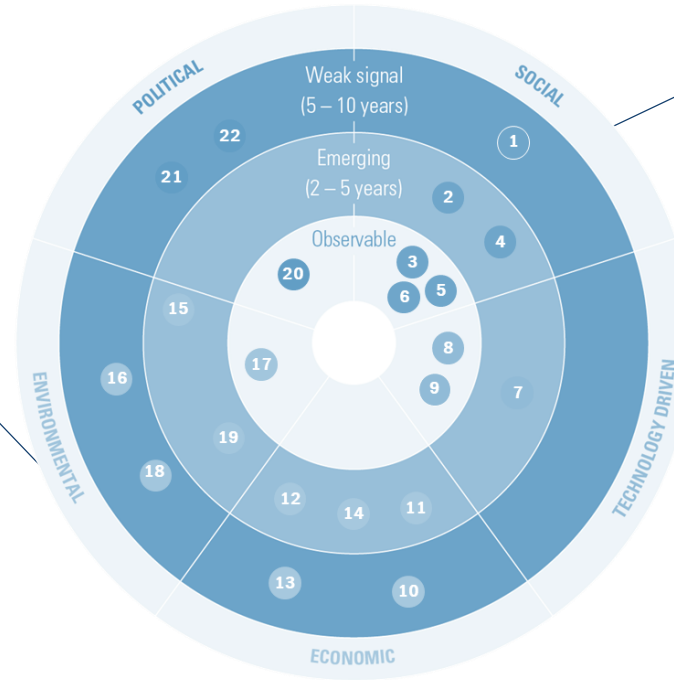 POLITICAL
SOCIAL
Weak signal
(5 – 10 years)
22
1
21
Emerging
(2 – 5 years)
2
4
Observable
3
20
5
6
15
8
17
16
9
7
19
18
12
14
11
13
10
ENVIRONMENTAL
TECHNOLOGY DRIVEN
ECONOMIC